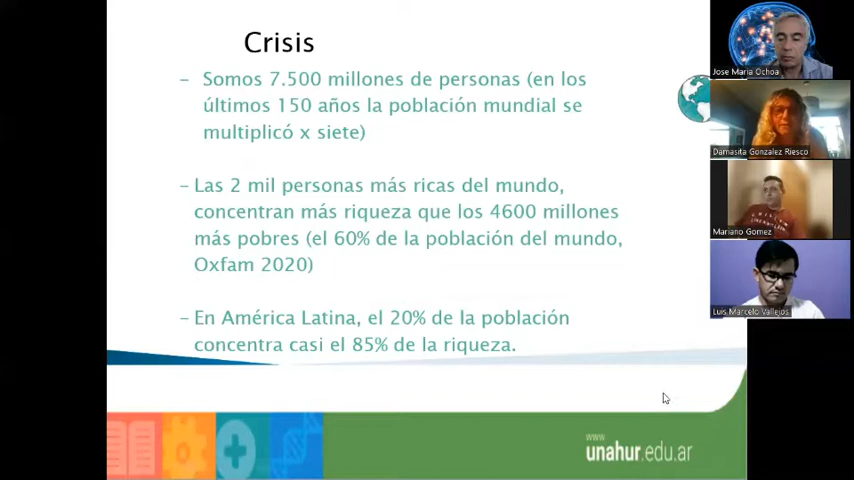 Crisis
– Somos 7.500 millones de personas (en los
últimos 150 años la población mundial se
multiplicó x siete)
– Las 2 mil personas más ricas del mundo,
concentran más riqueza que los 4600 millones
más pobres (el 60% de la población del mundo,
Oxfam 2020)
– En América Latina, el 20% de la población
concentra casi el 85% de la riqueza.
www
unahur.edu.ar
Jose Maria Ochoa
Damasita Gonzalez Riesco
Mariano Gomez
Luis Marcelo Vallejos